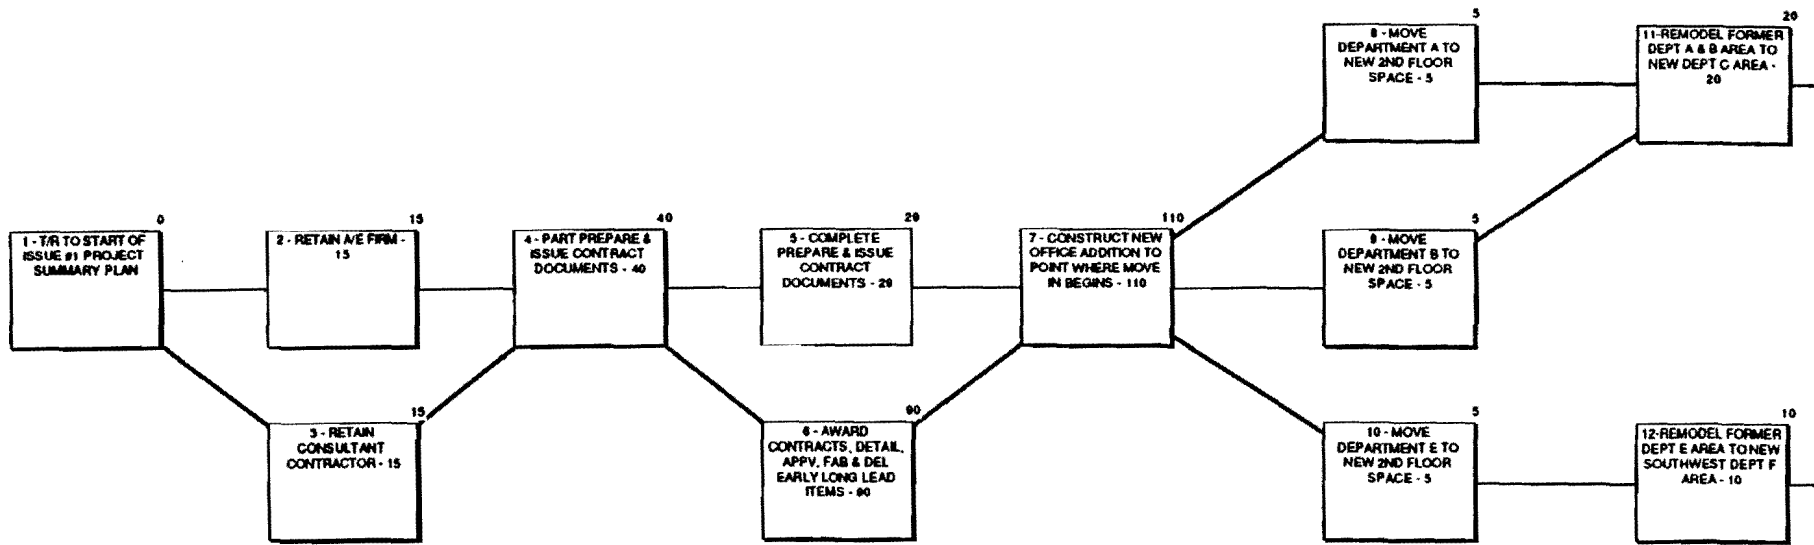 0
1 - T/R TO START OF
ISSUE #1 PROJECT
SUMMARY PLAN
15
2 - RETAIN A/E FIRM -
15
15
3 - RETAIN
CONSULTANT
CONTRACTOR - 15
40
4 - PART PREPARE &
ISSUE CONTRACT
DOCUMENTS - 40
29
5 - COMPLETE
PREPARE & ISSUE
CONTRACT
DOCUMENTS - 29
90
6 - AWARD
CONTRACTS, DETAIL,
APPV, FAB & DEL
EARLY LONG LEAD
ITEMS - 90
110
7 - CONSTRUCT NEW
OFFICE ADDITION TO
POINT WHERE MOVE
IN BEGINS - 110
5
8 - MOVE
DEPARTMENT A TO
NEW 2ND FLOOR
SPACE - 5
5
9 - MOVE
DEPARTMENT B TO
NEW 2ND FLOOR
SPACE - 5
5
10 - MOVE
DEPARTMENT E TO
NEW 2ND FLOOR
SPACE - 5
20
11-REMODEL FORMER
DEPT A & B AREA TO
NEW DEPT C AREA -
20
10
12-REMODEL FORMER
DEPT E AREA TO NEW
SOUTHWEST DEPT F
AREA - 10